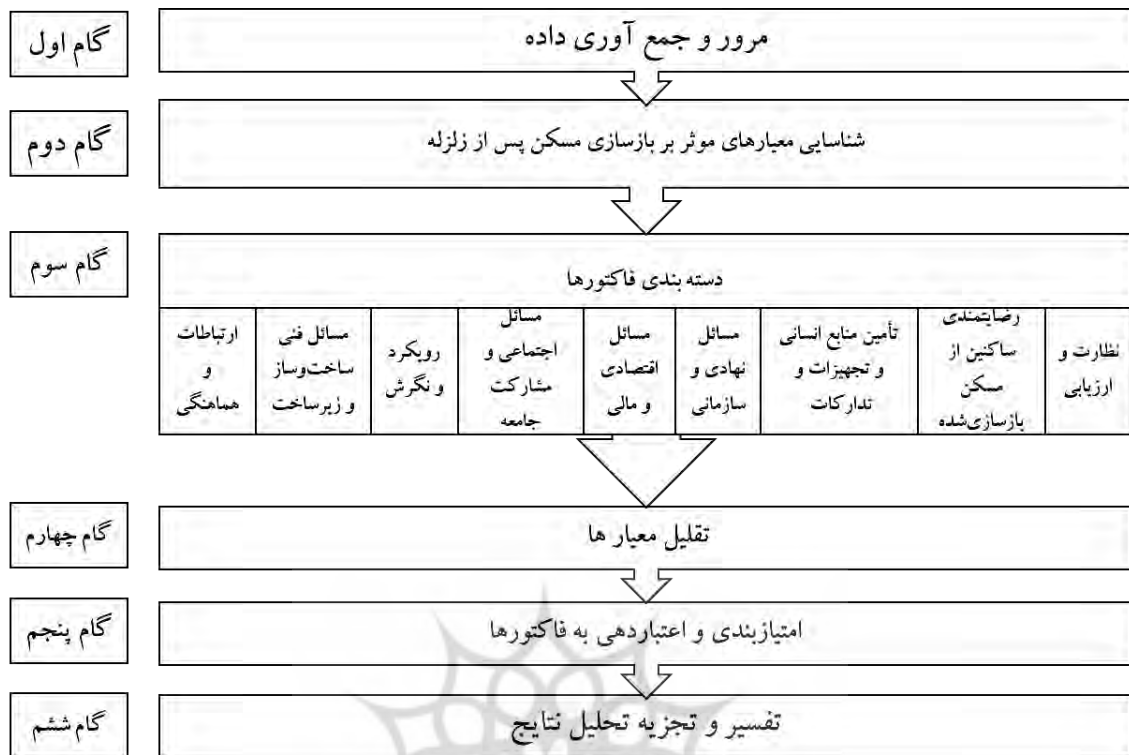 گام اول
مرور و جمع آوری داده
گام دوم
شناسایی معیارهای موثر بر بازسازی مسکن پس از زلزله
گام سوم
دسته بندی فاکتورها
نظارت و
ارزیابی
رضایتمندی
ساکنین از
مسکن
بازسازی‌شده
تأمین منابع انسانی
و تجهیزات و
تدارکات
مسائل
نهادی و
سازمانی
مسائل
اقتصادی
و مالی
مسائل
اجتماعی و
مشارکت
جامعه
رویکرد
و نگرش
مسائل فنی
ساخت‌وساز
و زیرساخت
ارتباطات
و
هماهنگی
گام چهارم
تقلیل معیار ها
گام پنجم
امتیازبندی و اعتباردهی به فاکتورها
گام ششم
تفسیر و تجزیه تحلیل نتایج